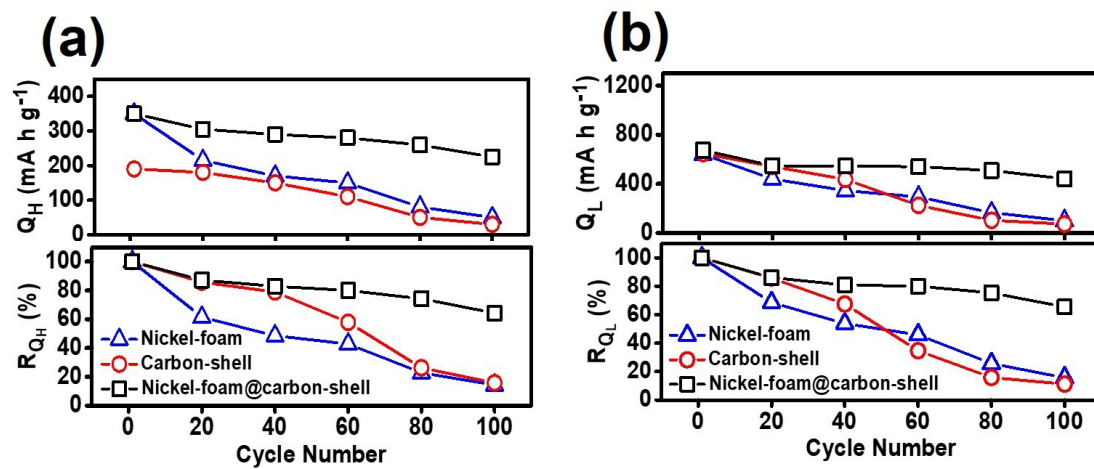 (a)
Q_H (mA h g⁻¹)
400
300
200
100
0
R_Q_H (%)
100
80
60
40
20
0
Nickel-foam
Carbon-shell
Nickel-foam@carbon-shell
0 20 40 60 80 100
Cycle Number
(b)
Q_L (mA h g⁻¹)
1200
800
400
0
R_Q_L (%)
100
80
60
40
20
0
Nickel-foam
Carbon-shell
Nickel-foam@carbon-shell
0 20 40 60 80 100
Cycle Number